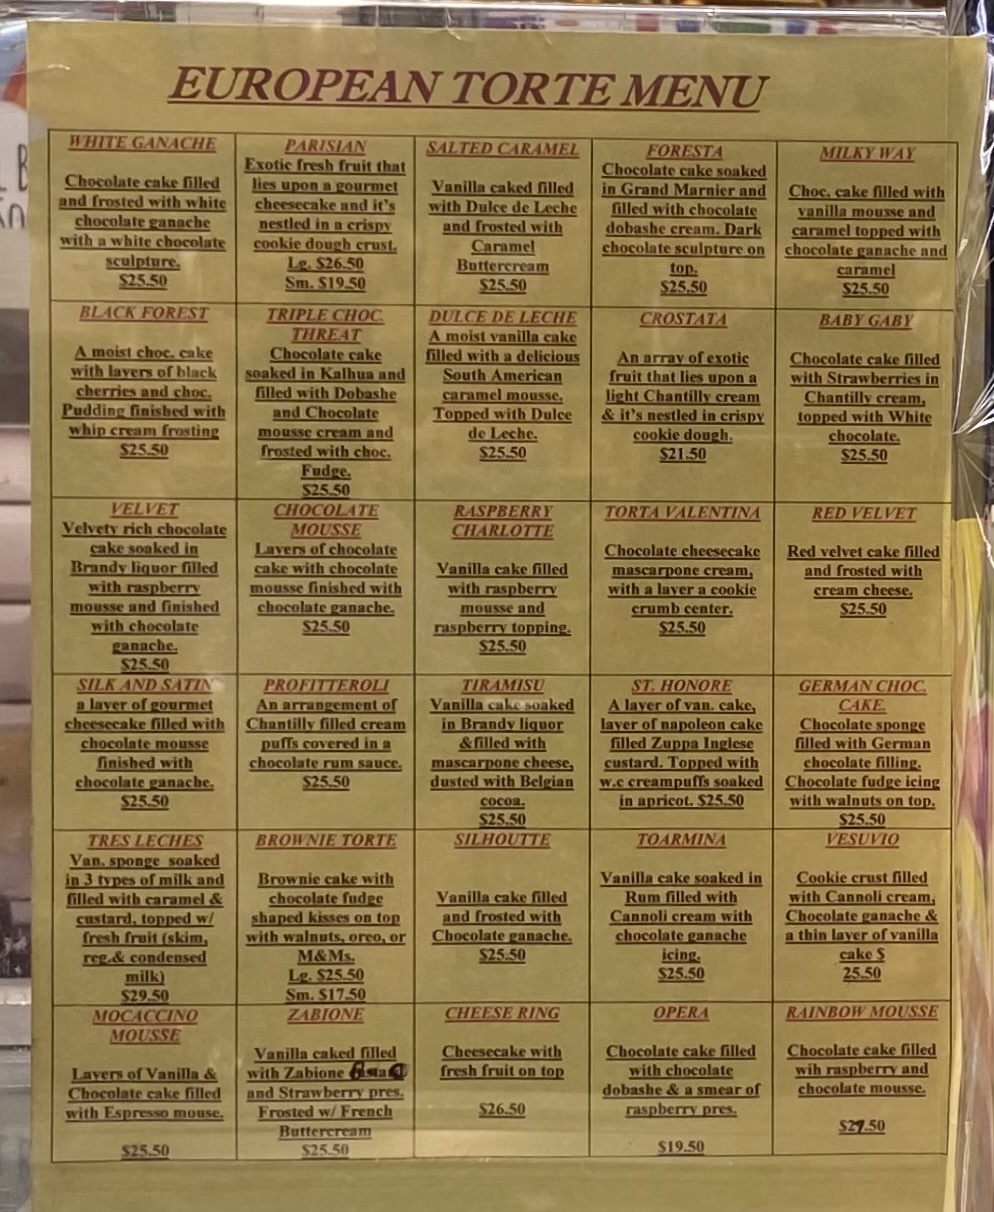 EUROPEAN TORTE MENU
WHITE GANACHE
Chocolate cake filled
and frosted with white
chocolate ganache
with a white chocolate
sculpture.
$25.50
PARISIAN
Exotic fresh fruit that
lies upon a gourmet
cheesecake and it's
nestled in a crispy
cookie dough crust.
Lg. $26.50
Sm. $19.50
SALTED CARAMEL
Vanilla caked filled
with Dulce de Leche
and frosted with
Caramel
Buttercream
$25.50
FORESTA
Chocolate cake soaked
in Grand Marnier and
filled with chocolate
dobashe cream. Dark
chocolate sculpture on
top.
$25.50
MILKY WAY
Choc. cake filled with
vanilla mousse and
caramel topped with
chocolate ganache and
caramel
$25.50
BLACK FOREST
A moist choc. cake
with layers of black
cherries and choc.
Pudding finished with
whip cream frosting
$25.50
TRIPLE CHOC.
THREAT
Chocolate cake
soaked in Kalhua and
filled with Dobashe
and Chocolate
mousse cream and
frosted with choc.
Fudge.
$25.50
DULCE DE LECHE
A moist vanilla cake
filled with a delicious
South American
caramel mousse.
Topped with Dulce
de Leche.
$25.50
CROSTATA
An array of exotic
fruit that lies upon a
light Chantilly cream
& it's nestled in crispy
cookie dough.
$21.50
BABY GABY
Chocolate cake filled
with Strawberries in
Chantilly cream,
topped with White
chocolate.
$25.50
VELVET
Velvety rich chocolate
cake soaked in
Brandy liquor filled
with raspberry
mousse and finished
with chocolate
ganache.
$25.50
CHOCOLATE
MOUSSE
Layers of chocolate
cake with chocolate
mousse finished with
chocolate ganache.
$25.50
RASPBERRY
CHARLOTTE
Vanilla cake filled
with raspberry
mousse and
raspberry topping.
$25.50
TORTA VALENTINA
Chocolate cheesecake
mascarpone cream,
with a layer a cookie
crumb center.
$25.50
RED VELVET
Red velvet cake filled
and frosted with
cream cheese.
$25.50
SILK AND SATIN
a layer of gourmet
cheesecake filled with
chocolate mousse
finished with
chocolate ganache.
$25.50
PROFITTEROLI
An arrangement of
Chantilly filled cream
puffs covered in a
chocolate rum sauce.
$25.50
TIRAMISU
Vanilla cake soaked
in Brandy liquor
&filled with
mascarpone cheese,
dusted with Belgian
cocoa.
$25.50
ST. HONORE
A layer of van. cake,
layer of napoleon cake
filled Zuppa Inglese
custard. Topped with
w.c creampuffs soaked
in apricot. $25.50
GERMAN CHOC.
CAKE.
Chocolate sponge
filled with German
chocolate filling.
Chocolate fudge icing
with walnuts on top.
$25.50
TRES LECHES
Van. sponge soaked
in 3 types of milk and
filled with caramel &
custard, topped w/
fresh fruit (skim,
reg.& condensed
milk)
$29.50
BROWNIE TORTE
Brownie cake with
chocolate fudge
shaped kisses on top
with walnuts, oreo, or
M&Ms.
Lg. $25.50
Sm. $17.50
SILHOUTTE
Vanilla cake filled
and frosted with
Chocolate ganache.
$25.50
TOARMINA
Vanilla cake soaked in
Rum filled with
Cannoli cream with
chocolate ganache
icing.
$25.50
VESUVIO
Cookie crust filled
with Cannoli cream,
Chocolate ganache &
a thin layer of vanilla
cake $
25.50
MOCACCINO
MOUSSE
Layers of Vanilla &
Chocolate cake filled
with Espresso mouse.
$25.50
ZABIONE
Vanilla caked filled
with Zabione
and Strawberry pres.
Frosted w/ French
Buttercream
$25.50
CHEESE RING
Cheesecake with
fresh fruit on top
$26.50
OPERA
Chocolate cake filled
with chocolate
dobashe & a smear of
raspberry pres.
$19.50
RAINBOW MOUSSE
Chocolate cake filled
wih raspberry and
chocolate mousse.
$27.50